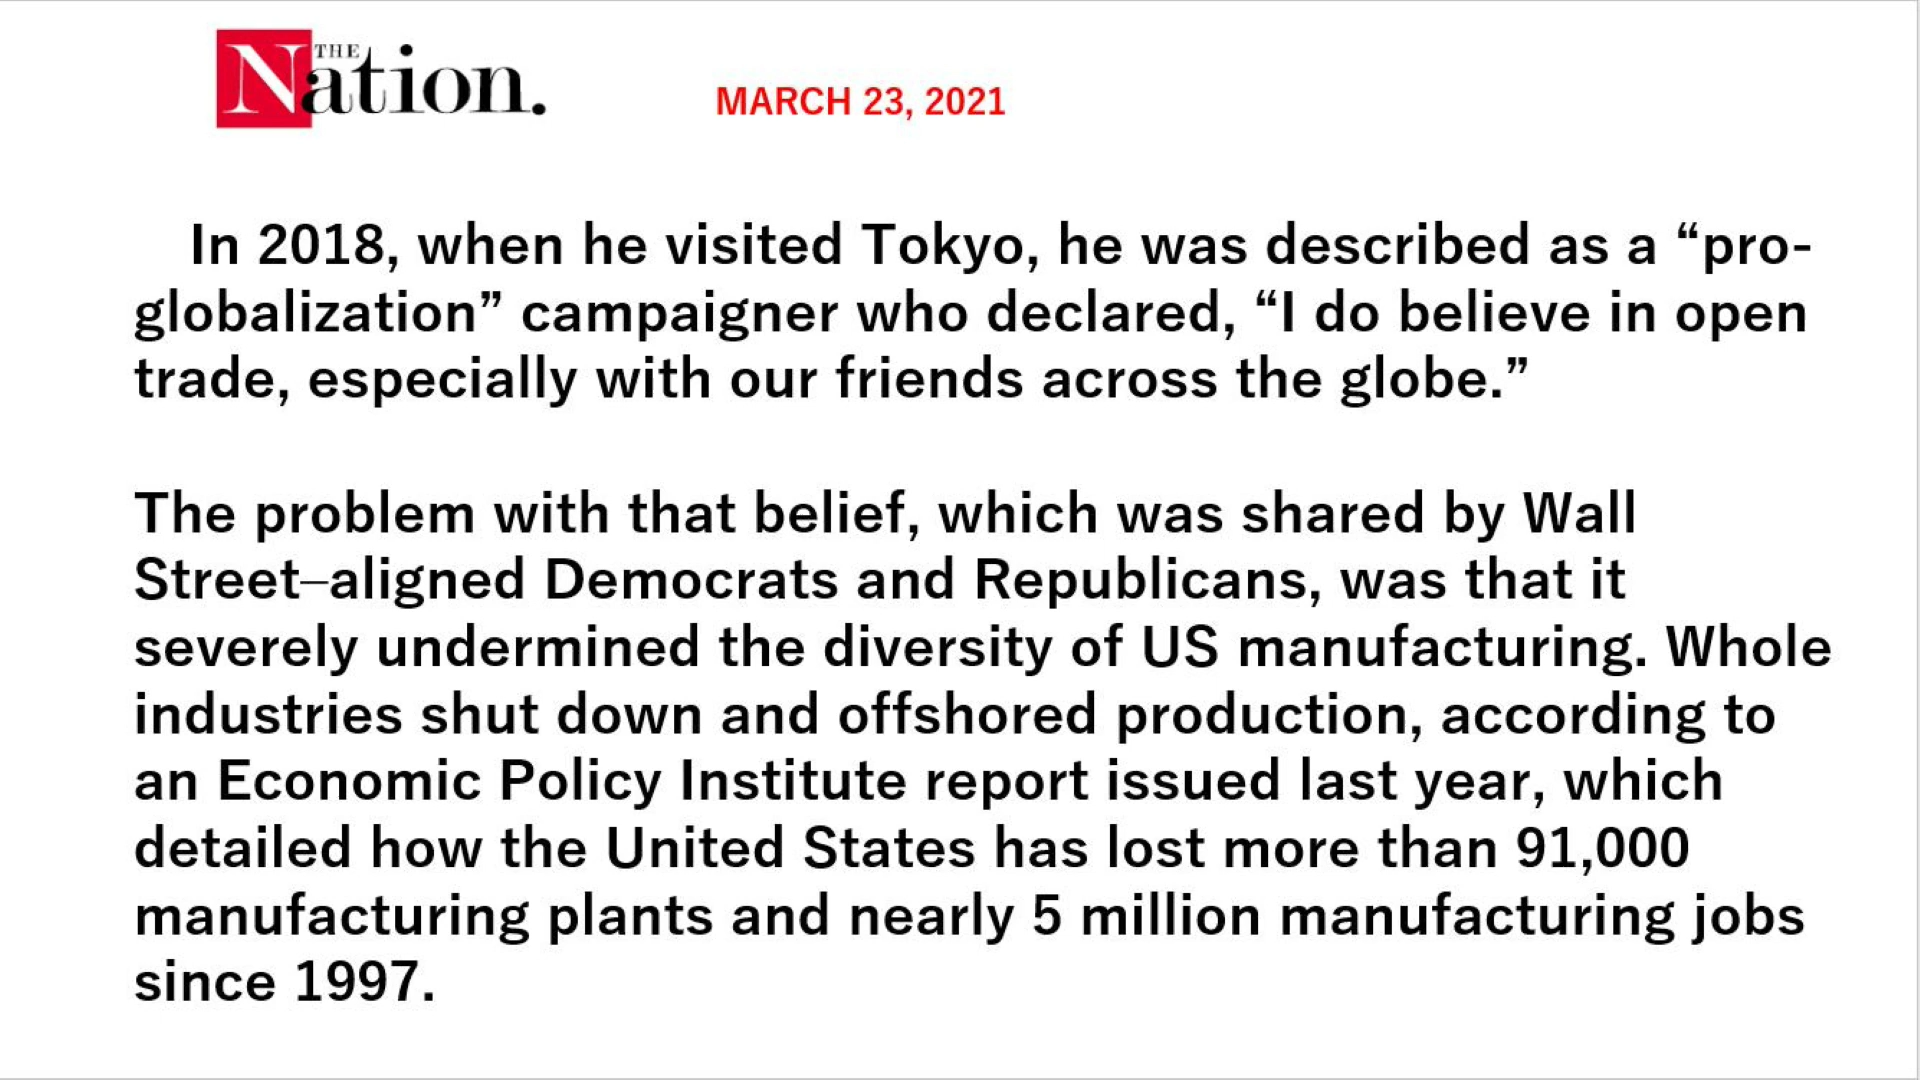 THE
Nation.
MARCH 23, 2021
In 2018, when he visited Tokyo, he was described as a “pro-
globalization” campaigner who declared, “I do believe in open
trade, especially with our friends across the globe.”
The problem with that belief, which was shared by Wall
Street–aligned Democrats and Republicans, was that it
severely undermined the diversity of US manufacturing. Whole
industries shut down and offshored production, according to
an Economic Policy Institute report issued last year, which
detailed how the United States has lost more than 91,000
manufacturing plants and nearly 5 million manufacturing jobs
since 1997.